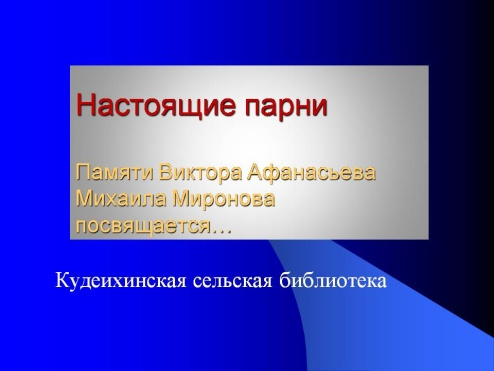 Настоящие парни
Памяти Виктора Афанасьева
Михаила Миронова
посвящается...
Кудеихинская сельская библиотека